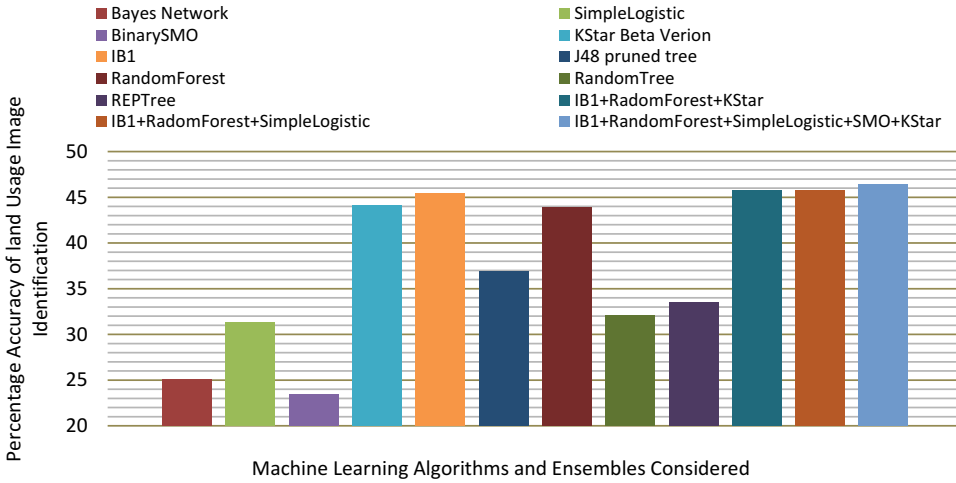 Bayes Network
SimpleLogistic
BinarySMO
KStar Beta Verion
IB1
J48 pruned tree
RandomForest
RandomTree
REPTree
IB1+RadomForest+KStar
IB1+RadomForest+SimpleLogistic
IB1+RandomForest+SimpleLogistic+SMO+KStar
Percentage Accuracy of land Usage Image
Identification
50
45
40
35
30
25
20
Machine Learning Algorithms and Ensembles Considered